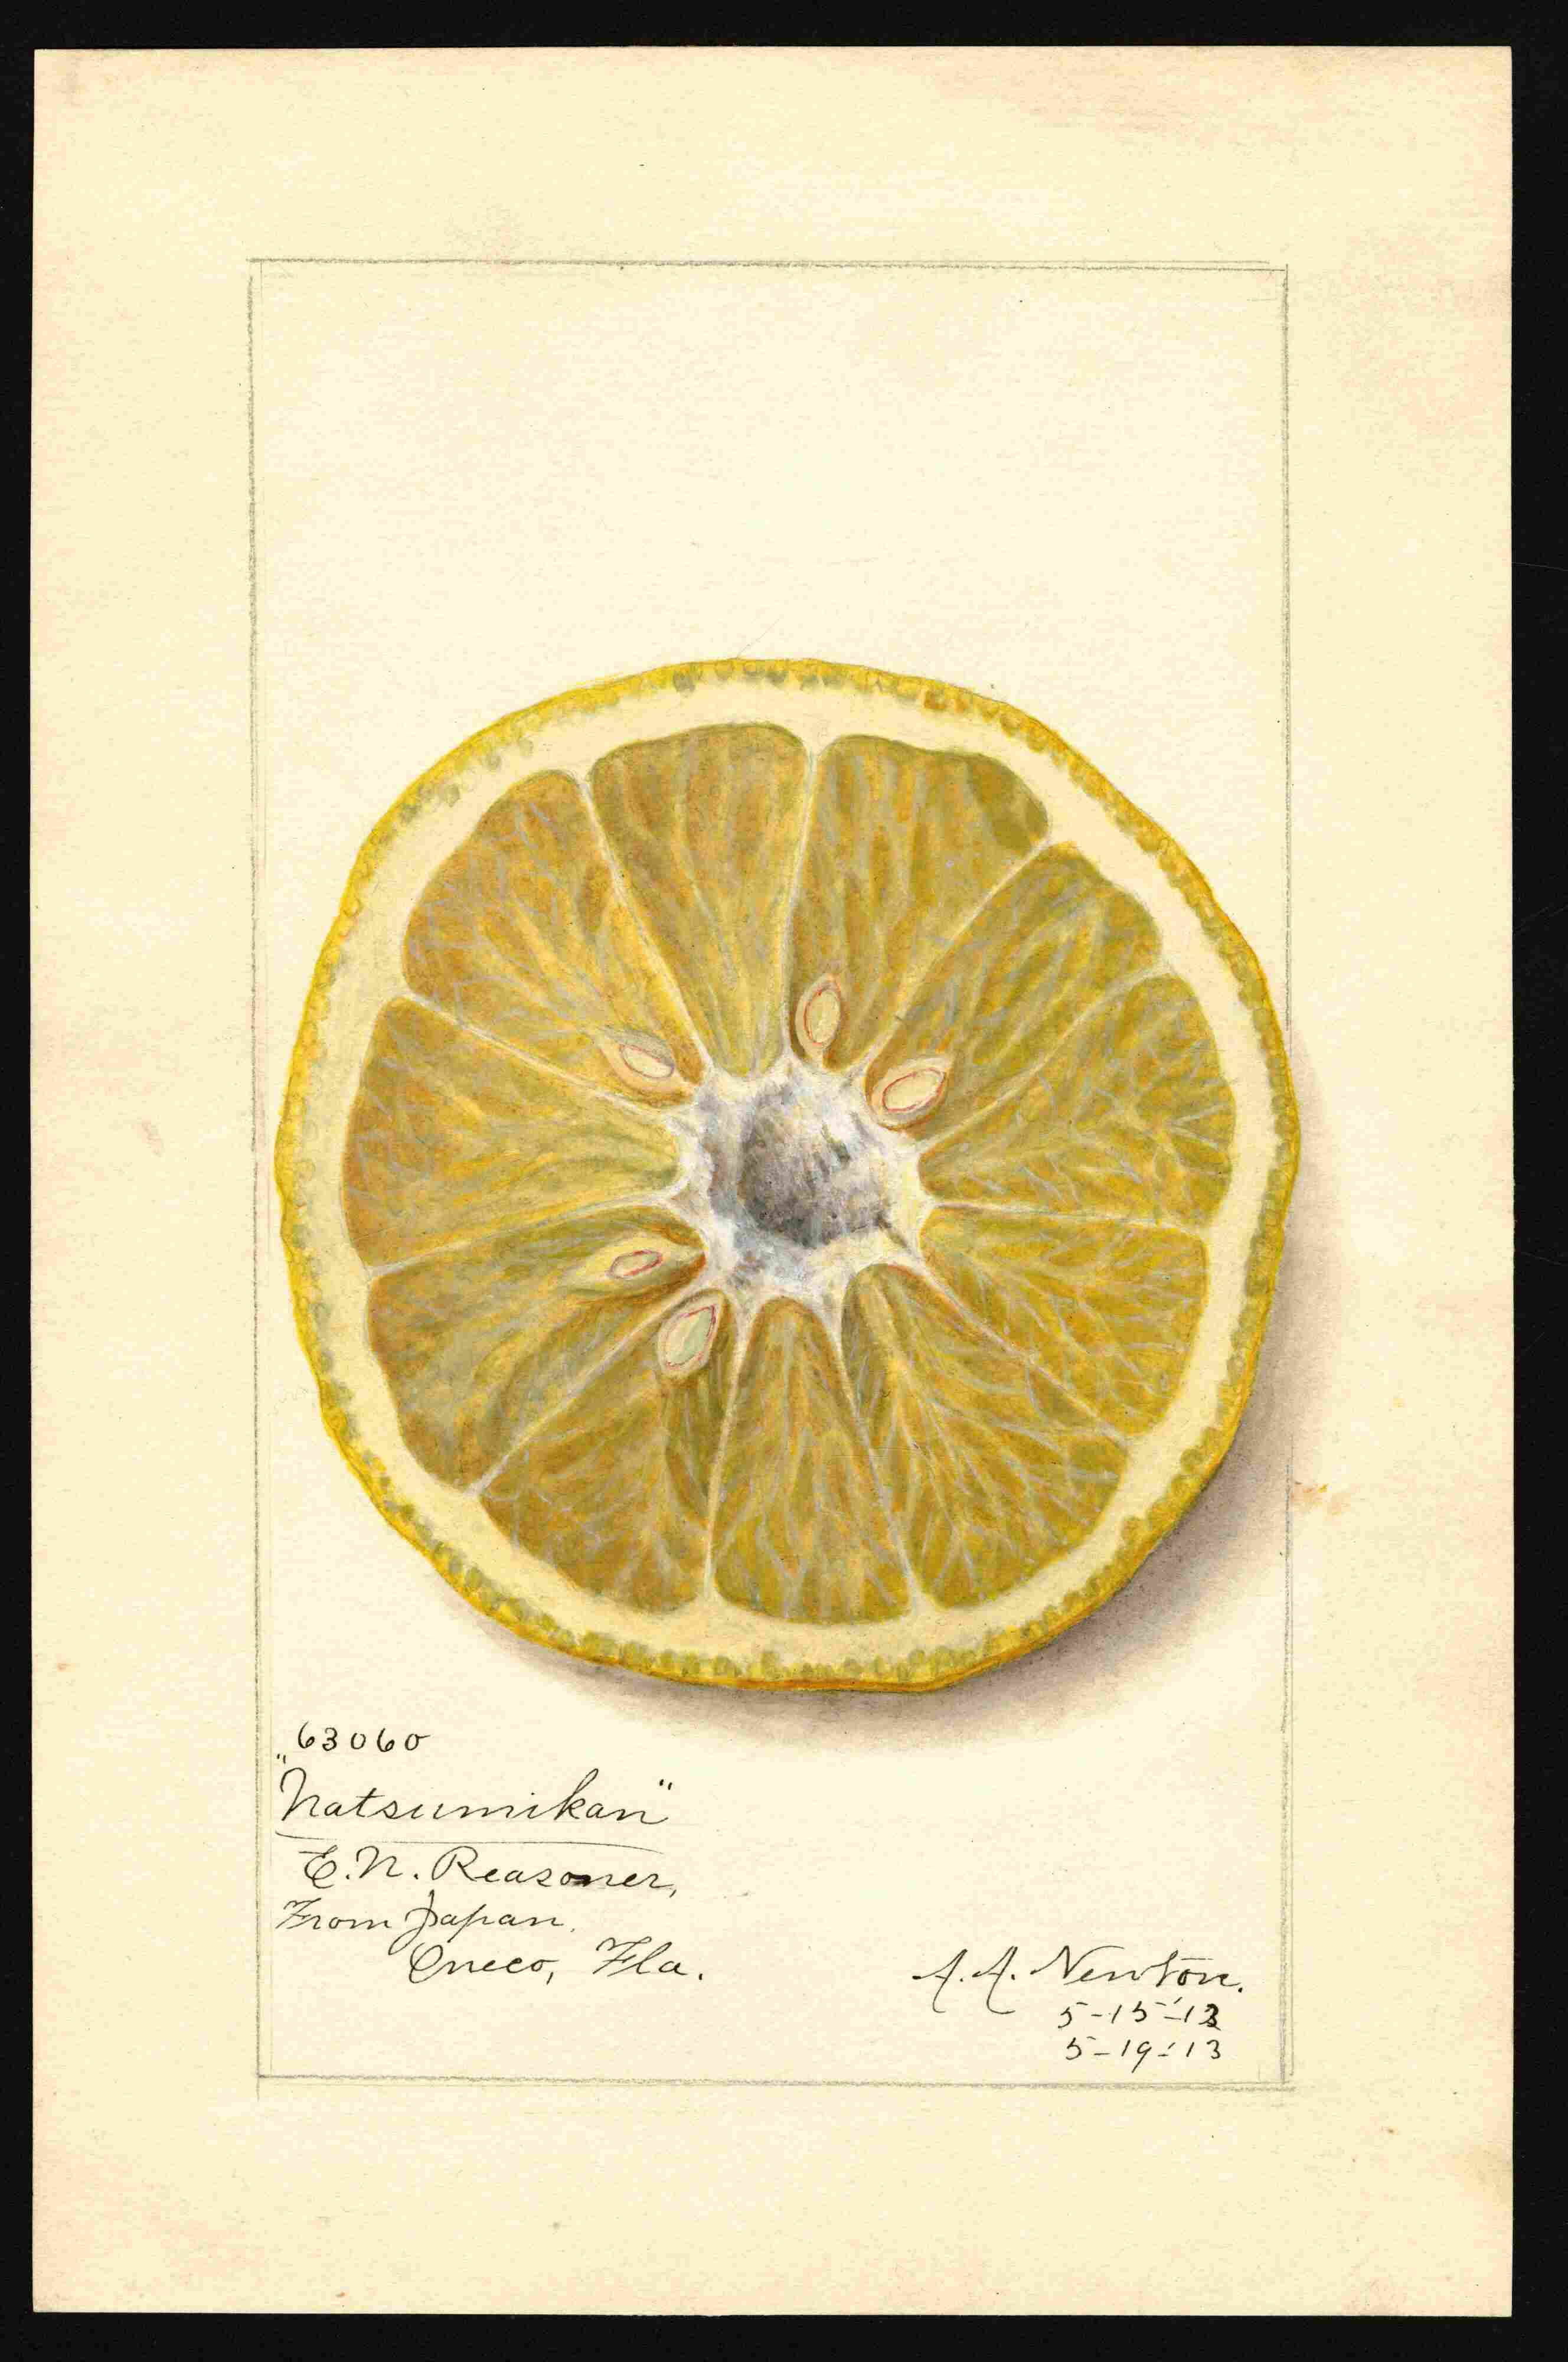 63060
"Natsumikan"
E. N. Reasoner,
From Japan.
Oneco, Fla.
A. A. Newton.
5-15-'13
5-19-'13